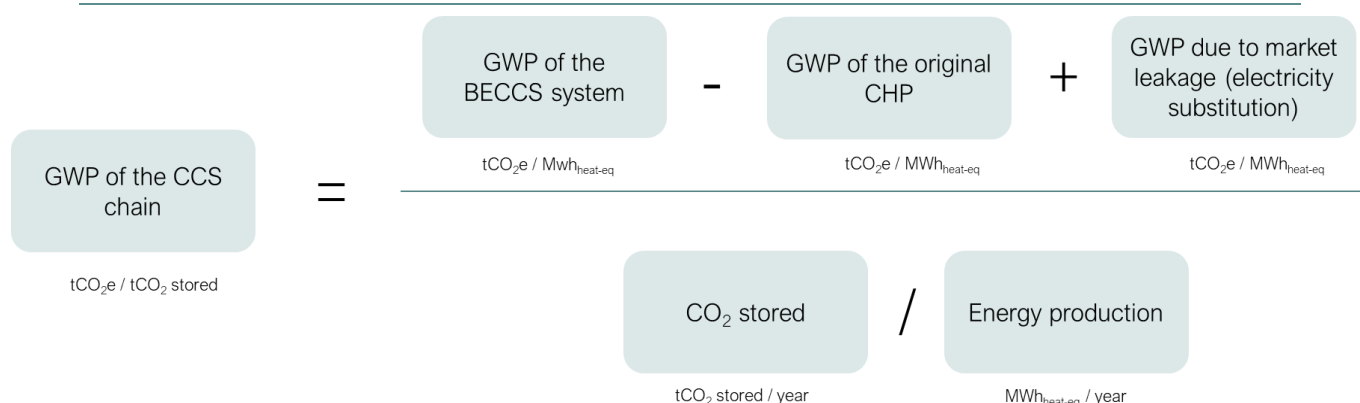 GWP of the
BECCS system
-
GWP of the original
CHP
+
GWP due to market
leakage (electricity
substitution)
tCO₂e / Mwhheat-eq
tCO₂e / MWhheat-eq
tCO₂e / MWhheat-eq
GWP of the CCS
chain
=
tCO₂e / tCO₂ stored
CO₂ stored
/
Energy production
tCO₂ stored / year
MWhheat-eq / year